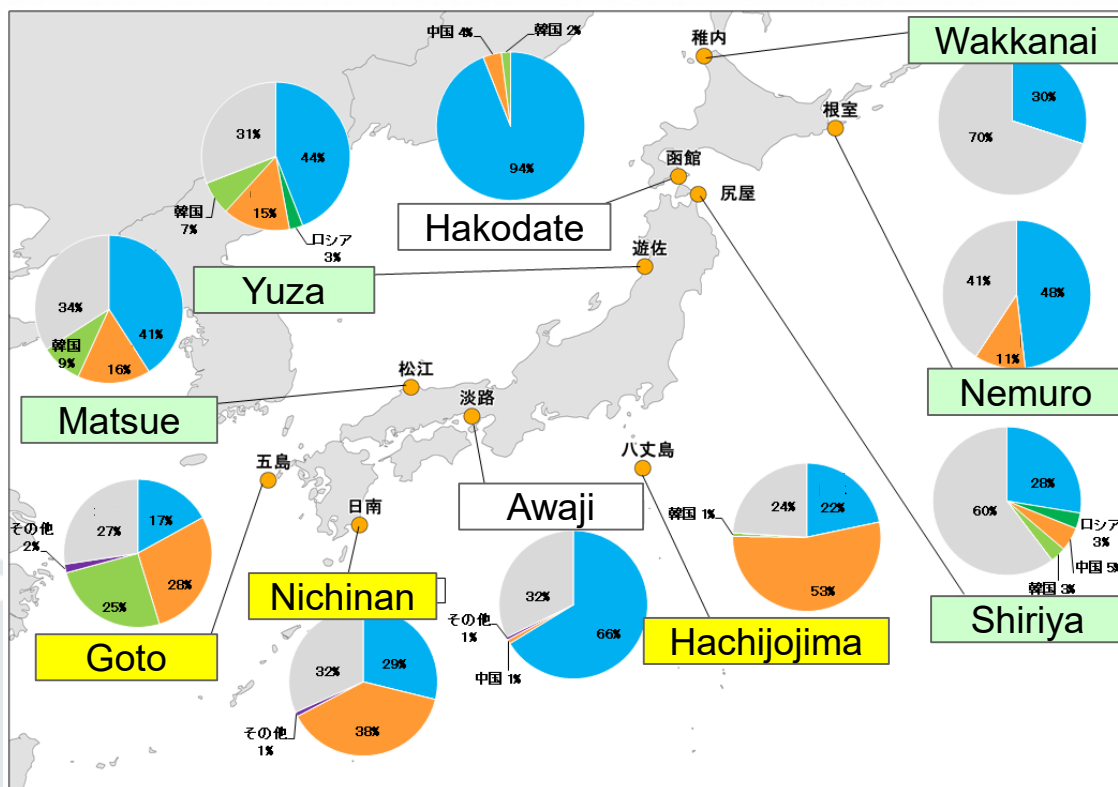 中国 4%
韓国 2%
94%
稚内
Wakkanai
30%
70%
31%
44%
韓国
7%
15%
ロシア
3%
根室
函館
尻屋
Hakodate
遊佐
Yuza
34%
41%
韓国
9%
16%
41%
48%
11%
松江
Matsue
淡路
Nemuro
五島
八丈島
28%
60%
ロシア
3%
中国 5%
韓国 3%
Shiriya
その他
2%
27%
17%
28%
25%
Goto
日南
Awaji
韓国 1%
24%
22%
53%
Nichinan
32%
66%
その他
1%
中国 1%
Hachijojima
32%
29%
その他
1%
38%